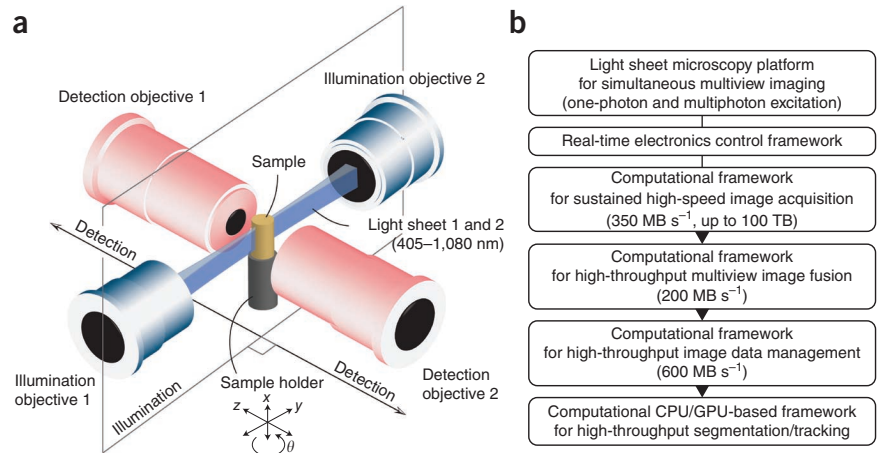 a
Detection objective 1
Illumination objective 2
Sample
Light sheet 1 and 2
(405–1,080 nm)
Detection
Illumination
objective 1
Illumination
Sample holder
Detection
Detection
objective 2
x
z
y
θ
b
Light sheet microscopy platform
for simultaneous multiview imaging
(one-photon and multiphoton excitation)
Real-time electronics control framework
Computational framework
for sustained high-speed image acquisition
(350 MB s⁻¹, up to 100 TB)
Computational framework
for high-throughput multiview image fusion
(200 MB s⁻¹)
Computational framework
for high-throughput image data management
(600 MB s⁻¹)
Computational CPU/GPU-based framework
for high-throughput segmentation/tracking